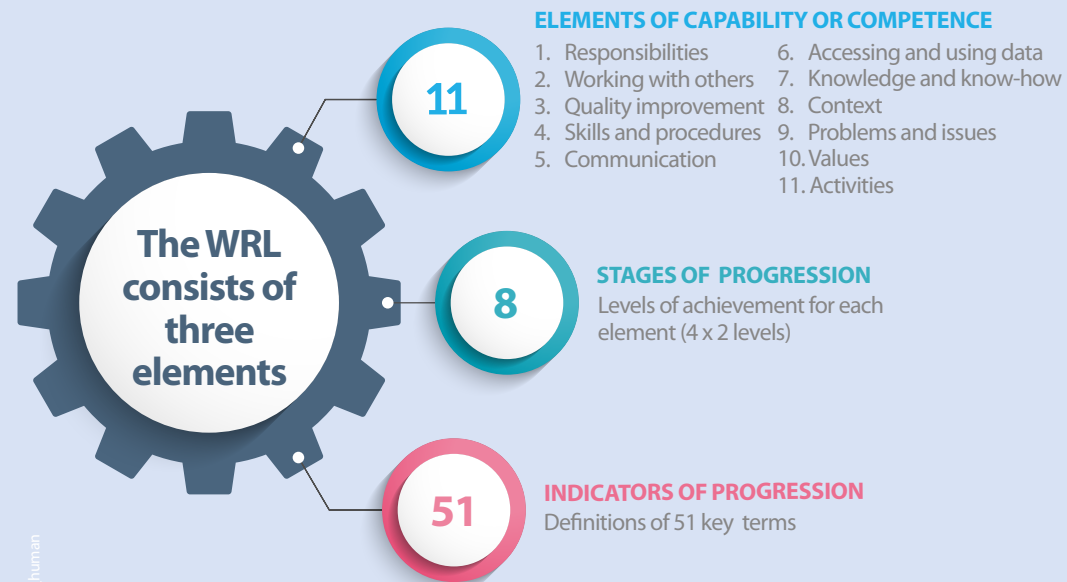 The WRL
consists of
three
elements
11
ELEMENTS OF CAPABILITY OR COMPETENCE
1. Responsibilities
2. Working with others
3. Quality improvement
4. Skills and procedures
5. Communication
6. Accessing and using data
7. Knowledge and know-how
8. Context
9. Problems and issues
10. Values
11. Activities
8
STAGES OF PROGRESSION
Levels of achievement for each
element (4 x 2 levels)
51
INDICATORS OF PROGRESSION
Definitions of 51 key terms
human